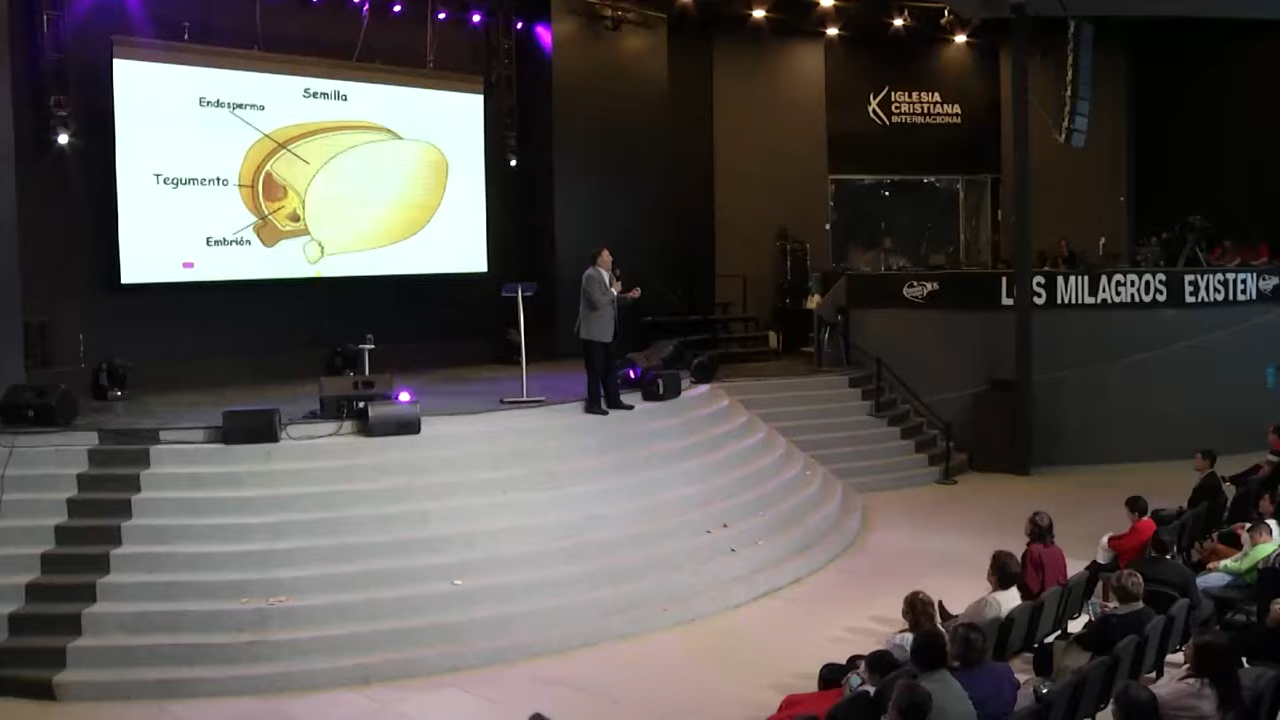 Semilla
Endospermo
Tegumento
Embrión
IGLESIA
CRISTIANA
INTERNACIONAL
LOS MILAGROS EXISTEN